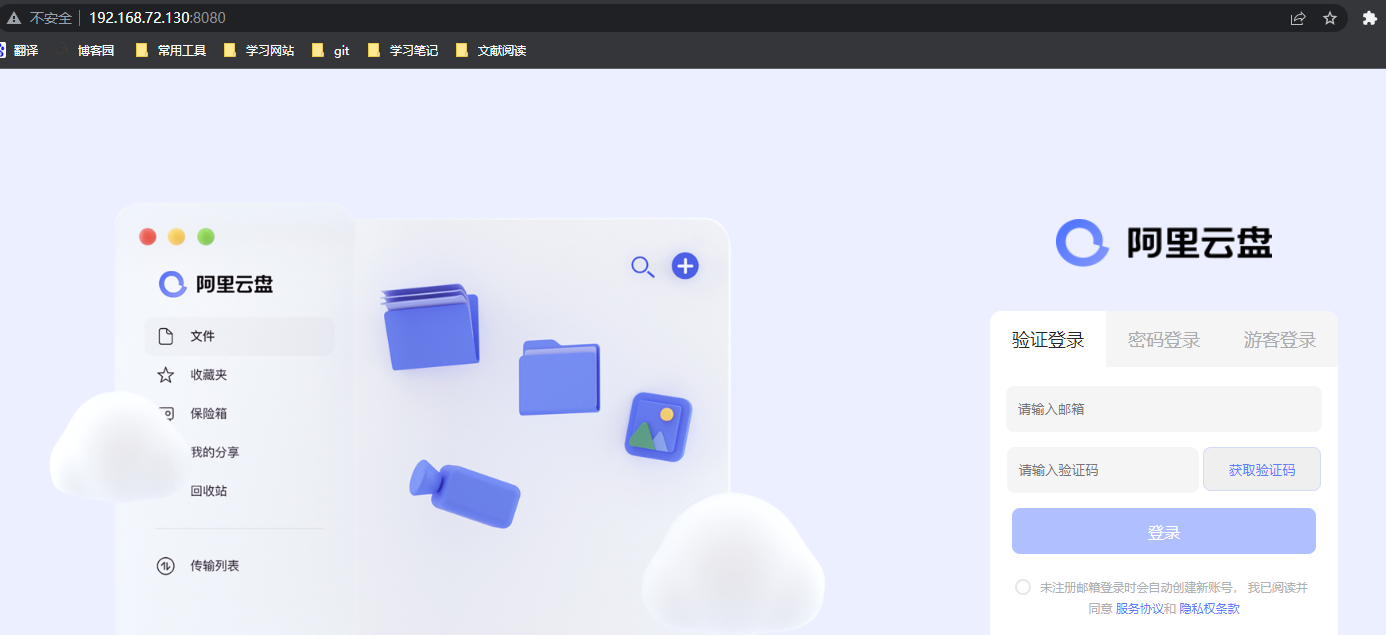 不安全 192.168.72.130:8080
翻译 博客园 常用工具 学习网站 git 学习笔记 文献阅读
阿里云盘
文件
收藏夹
保险箱
我的分享
回收站
传输列表
阿里云盘
验证登录 密码登录 游客登录
请输入邮箱
请输入验证码 获取验证码
登录
未注册邮箱登录时会自动创建新账号， 我已阅读并
同意 服务协议和 隐私权条款